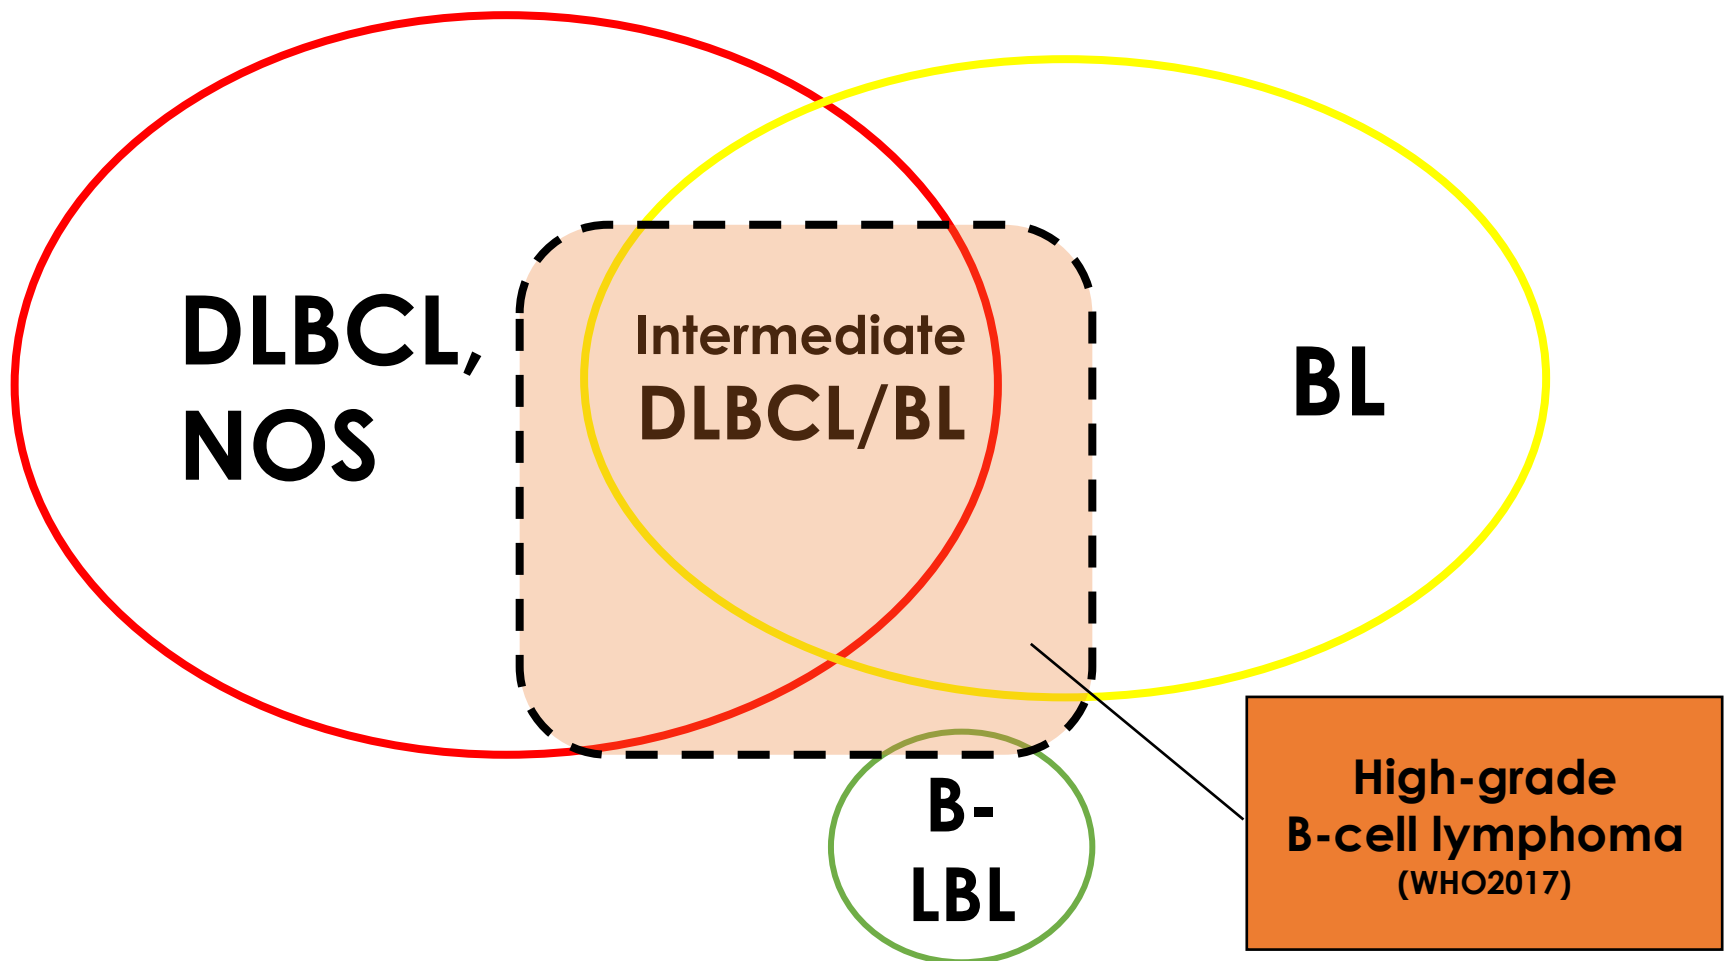 DLBCL,
NOS
Intermediate
DLBCL/BL
BL
B-
LBL
High-grade
B-cell lymphoma
(WHO2017)